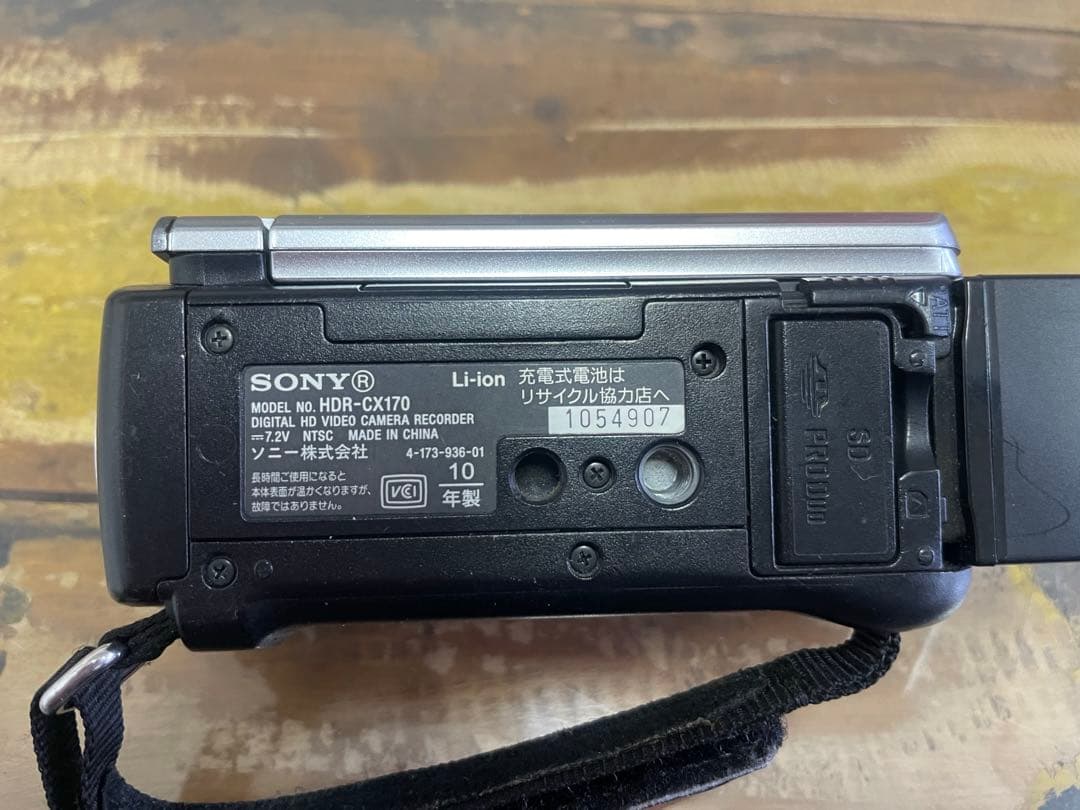 SONY®
MODEL NO. HDR-CX170
DIGITAL HD VIDEO CAMERA RECORDER
⎓7.2V NTSC MADE IN CHINA
ソニー株式会社 4-173-936-01
長時間ご使用になると
本体表面が温かくなりますが、
故障ではありません。
VCCI
10
年製
Li-ion 充電式電池は
リサイクル協力店へ
1054907
SD/
PRO DUO
BATT